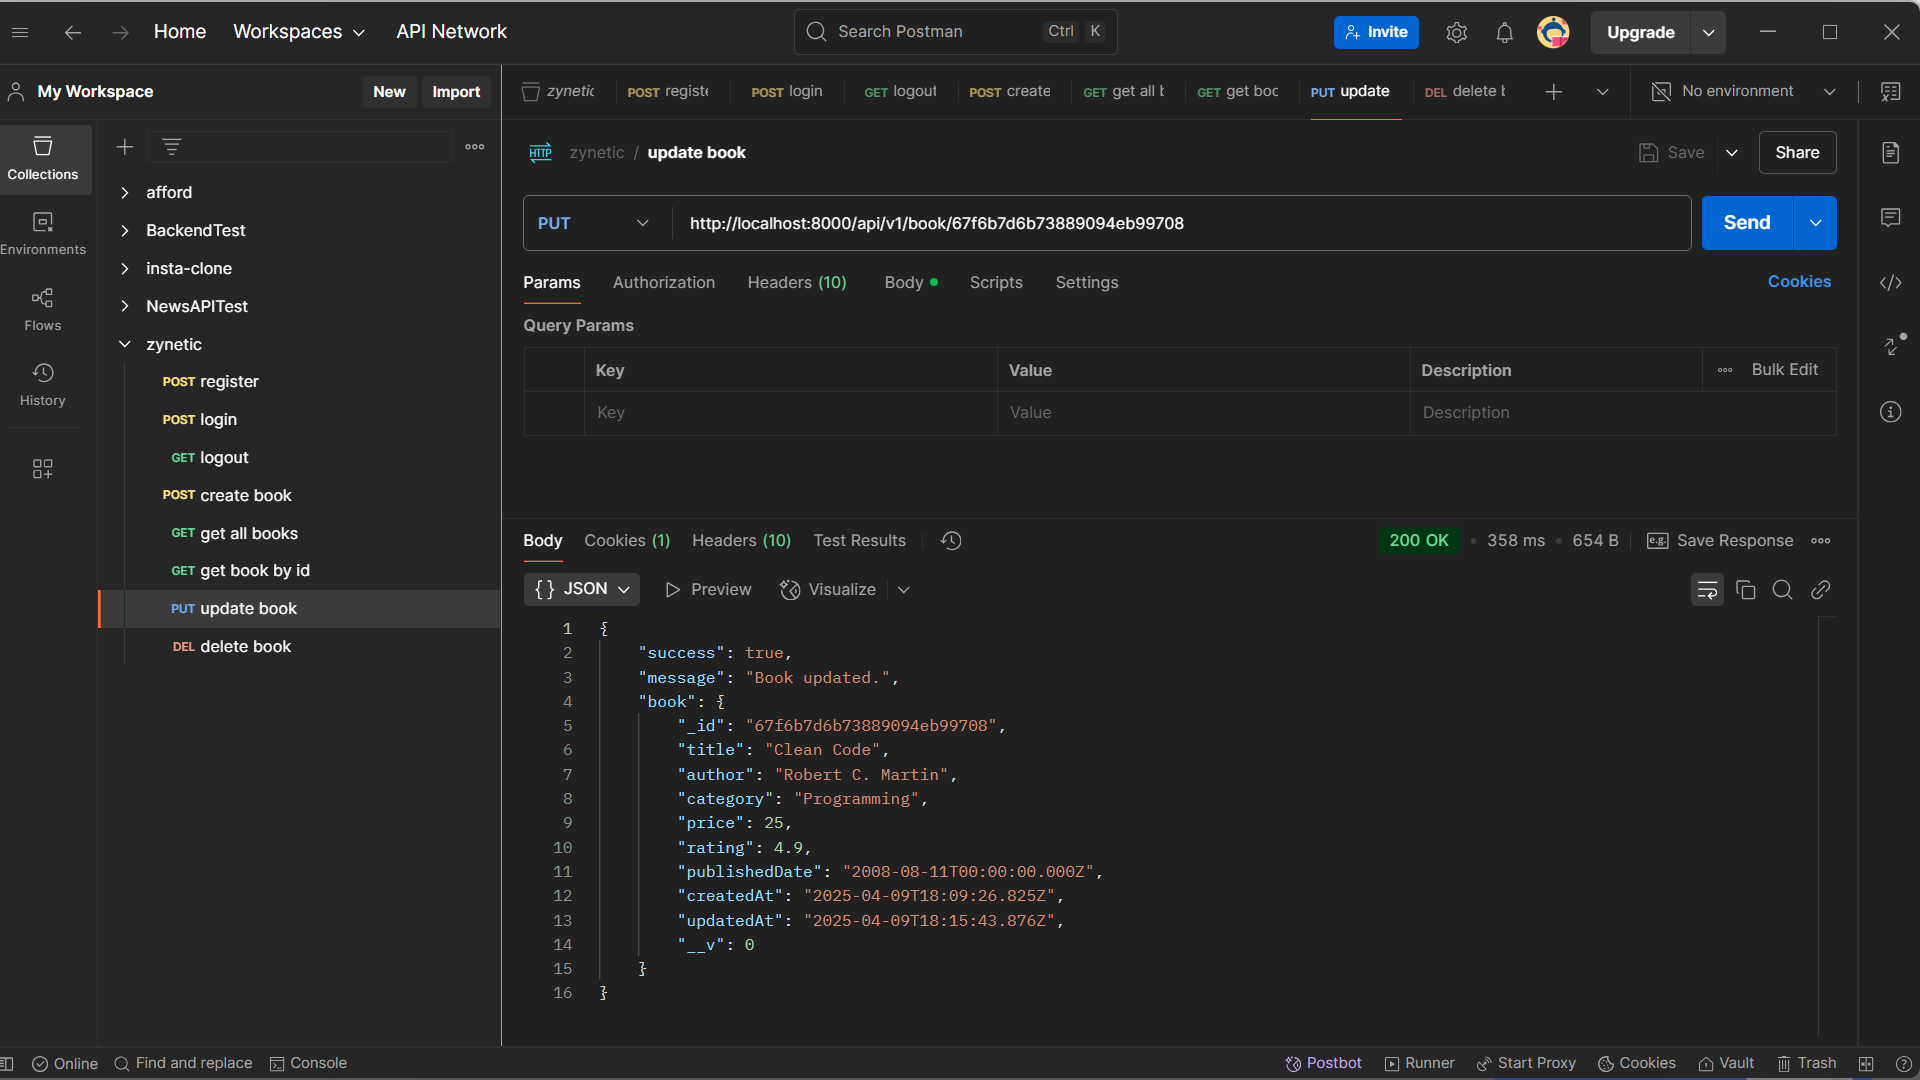 Home Workspaces API Network Search Postman Ctrl K Invite Upgrade
My Workspace New Import
zynetic POST registe POST login GET logout POST create GET get all b GET get boo PUT update DEL delete b No environment
Collections
Environments
Flows
History
afford
BackendTest
insta-clone
NewsAPITest
zynetic
POST register
POST login
GET logout
POST create book
GET get all books
GET get book by id
PUT update book
DEL delete book
HTTP zynetic / update book Save Share
PUT http://localhost:8000/api/v1/book/67f6b7d6b73889094eb99708 Send
Params Authorization Headers (10) Body Scripts Settings Cookies
Query Params
Key Value Description Bulk Edit
Key Value Description
Body Cookies (1) Headers (10) Test Results 200 OK • 358 ms • 654 B e.g. Save Response
{} JSON Preview Visualize
1 {
2 "success": true,
3 "message": "Book updated.",
4 "book": {
5 "_id": "67f6b7d6b73889094eb99708",
6 "title": "Clean Code",
7 "author": "Robert C. Martin",
8 "category": "Programming",
9 "price": 25,
10 "rating": 4.9,
11 "publishedDate": "2008-08-11T00:00:00.000Z",
12 "createdAt": "2025-04-09T18:09:26.825Z",
13 "updatedAt": "2025-04-09T18:15:43.876Z",
14 "__v": 0
15 }
16 }
Online Find and replace Console Postbot Runner Start Proxy Cookies Vault Trash